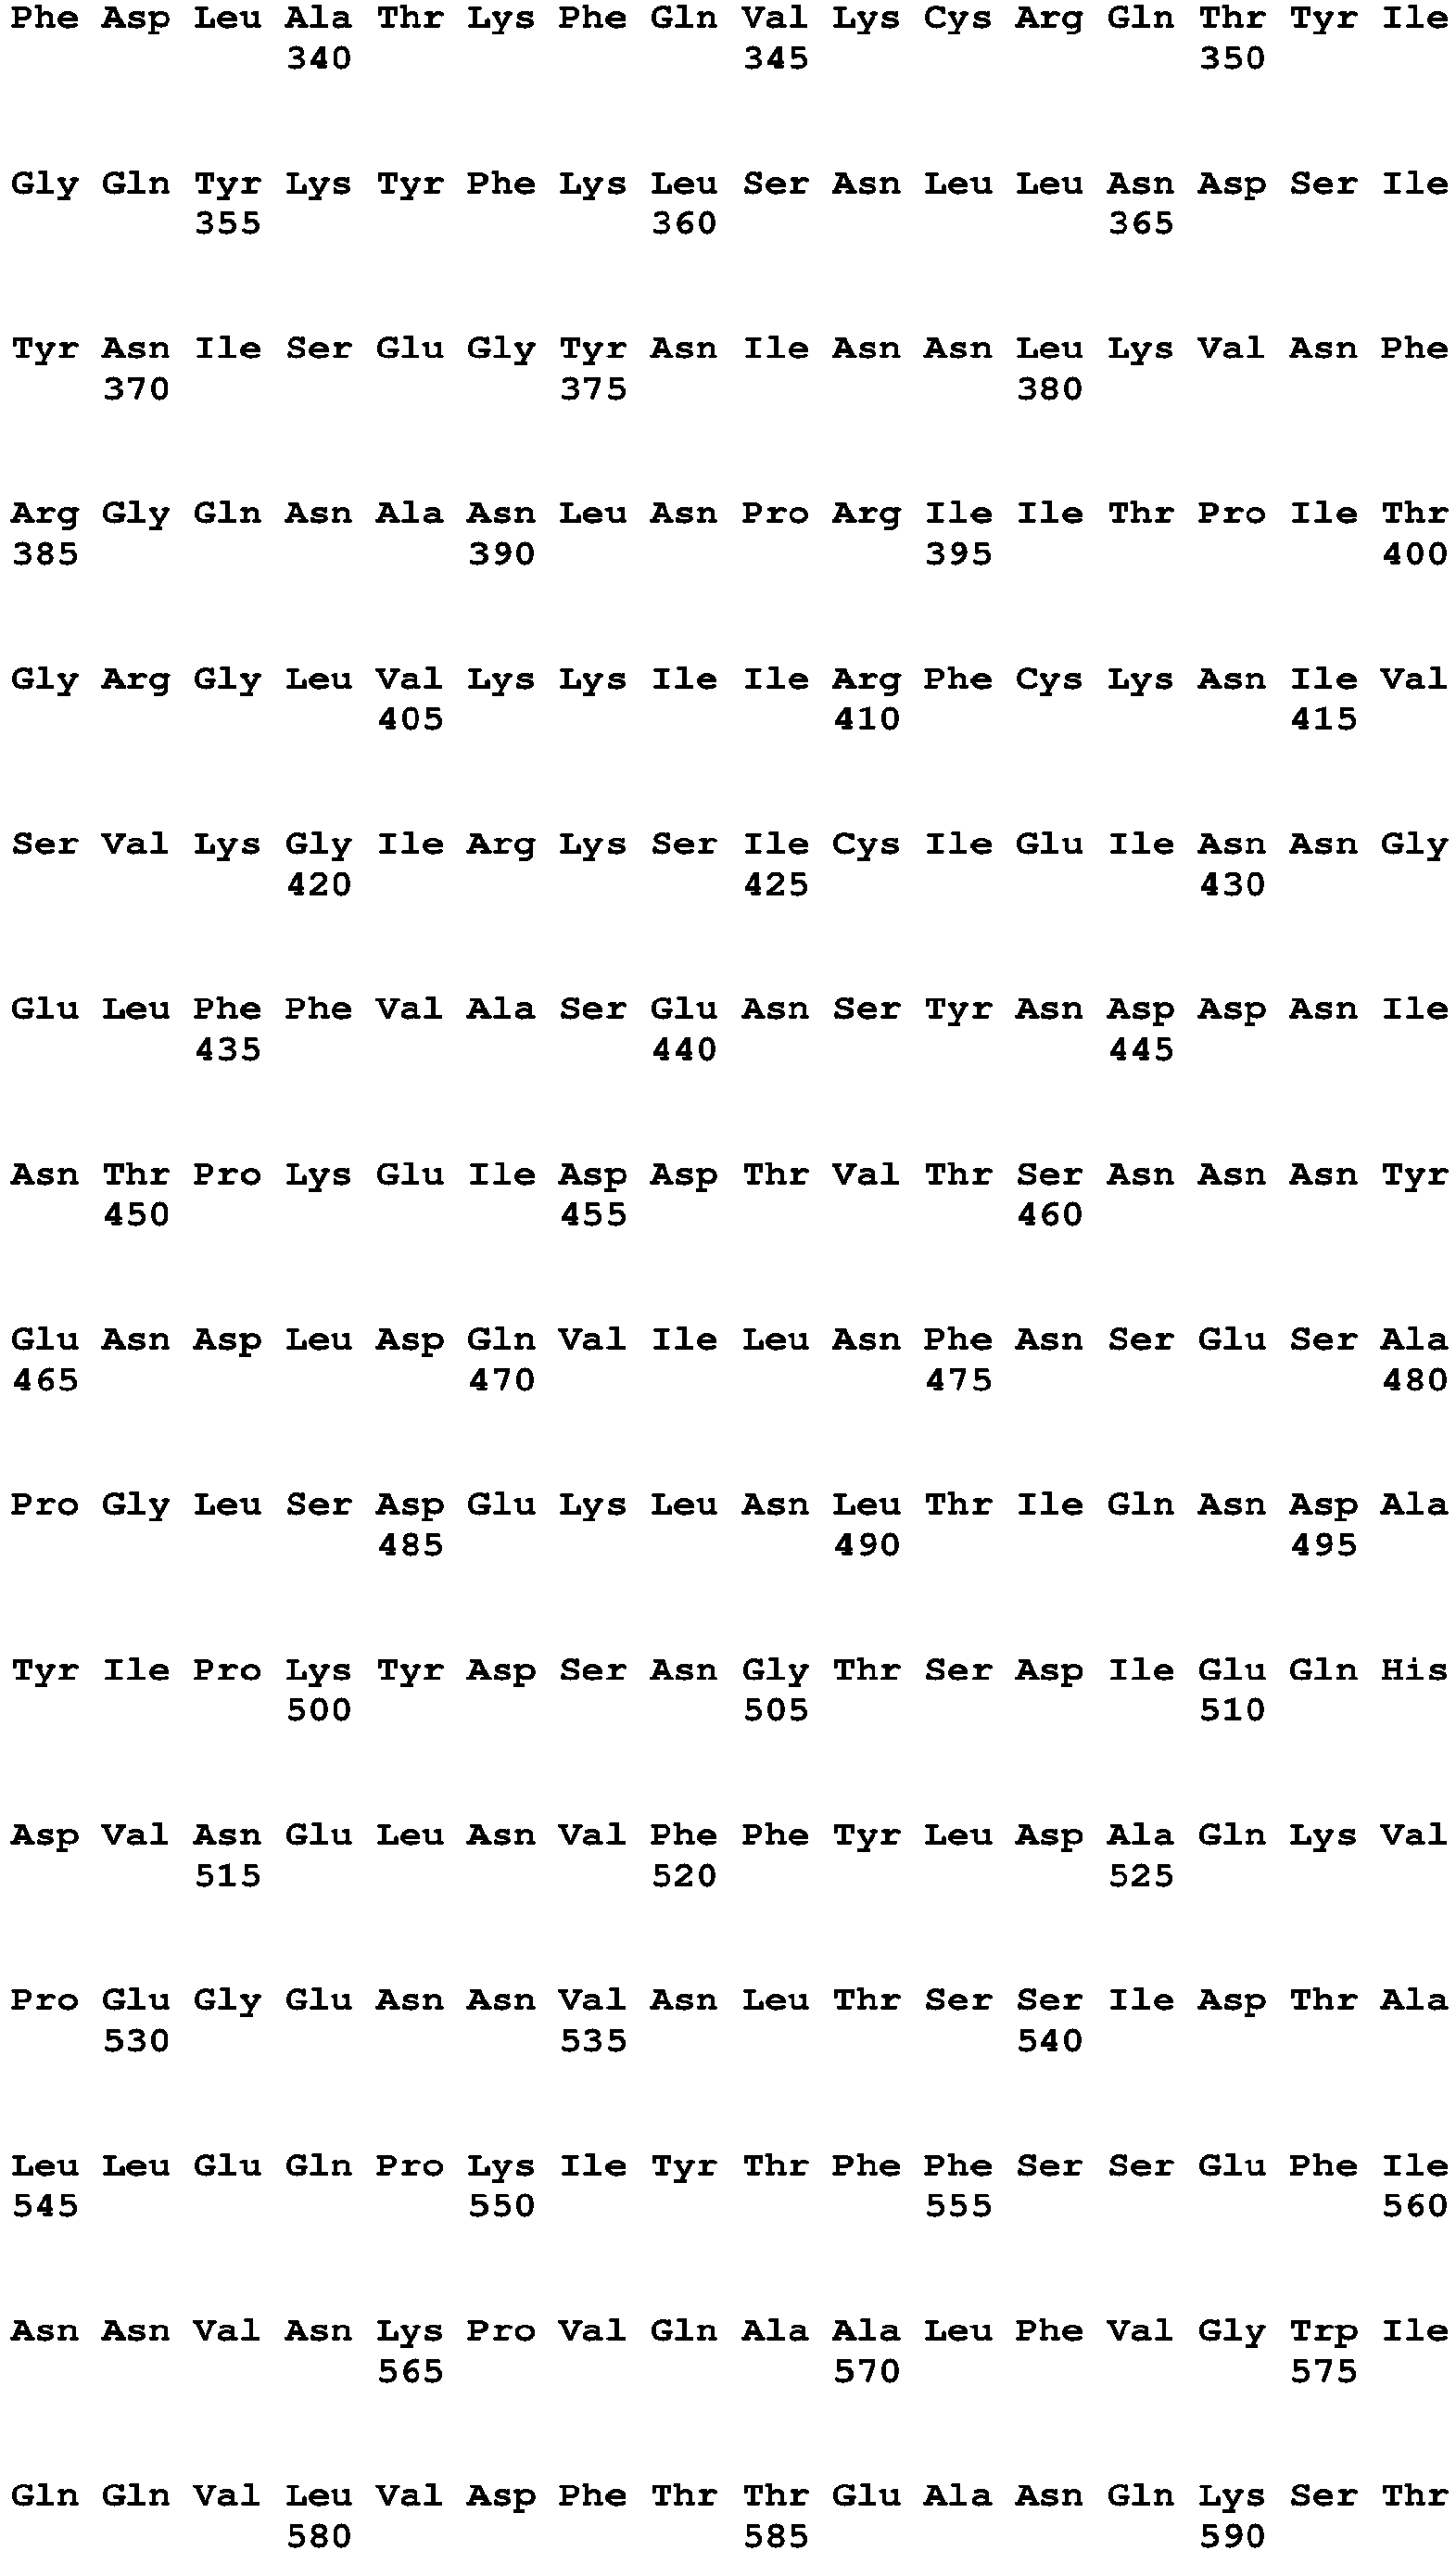 Phe Asp Leu Ala Thr Lys Phe Gln Val Lys Cys Arg Gln Thr Tyr Ile
340 345 350
Gly Gln Tyr Lys Tyr Phe Lys Leu Ser Asn Leu Leu Asn Asp Ser Ile
355 360 365
Tyr Asn Ile Ser Glu Gly Tyr Asn Ile Asn Asn Leu Lys Val Asn Phe
370 375 380
Arg Gly Gln Asn Ala Asn Leu Asn Pro Arg Ile Ile Thr Pro Ile Thr
385 390 395 400
Gly Arg Gly Leu Val Lys Lys Ile Ile Arg Phe Cys Lys Asn Ile Val
405 410 415
Ser Val Lys Gly Ile Arg Lys Ser Ile Cys Ile Glu Ile Asn Asn Gly
420 425 430
Glu Leu Phe Phe Val Ala Ser Glu Asn Ser Tyr Asn Asp Asp Asn Ile
435 440 445
Asn Thr Pro Lys Glu Ile Asp Asp Thr Val Thr Ser Asn Asn Asn Tyr
450 455 460
Glu Asn Asp Leu Asp Gln Val Ile Leu Asn Phe Asn Ser Glu Ser Ala
465 470 475 480
Pro Gly Leu Ser Asp Glu Lys Leu Asn Leu Thr Ile Gln Asn Asp Ala
485 490 495
Tyr Ile Pro Lys Tyr Asp Ser Asn Gly Thr Ser Asp Ile Glu Gln His
500 505 510
Asp Val Asn Glu Leu Asn Val Phe Phe Tyr Leu Asp Ala Gln Lys Val
515 520 525
Pro Glu Gly Glu Asn Asn Val Asn Leu Thr Ser Ser Ile Asp Thr Ala
530 535 540
Leu Leu Glu Gln Pro Lys Ile Tyr Thr Phe Phe Ser Ser Glu Phe Ile
545 550 555 560
Asn Asn Val Asn Lys Pro Val Gln Ala Ala Leu Phe Val Gly Trp Ile
565 570 575
Gln Gln Val Leu Val Asp Phe Thr Thr Glu Ala Asn Gln Lys Ser Thr
580 585 590